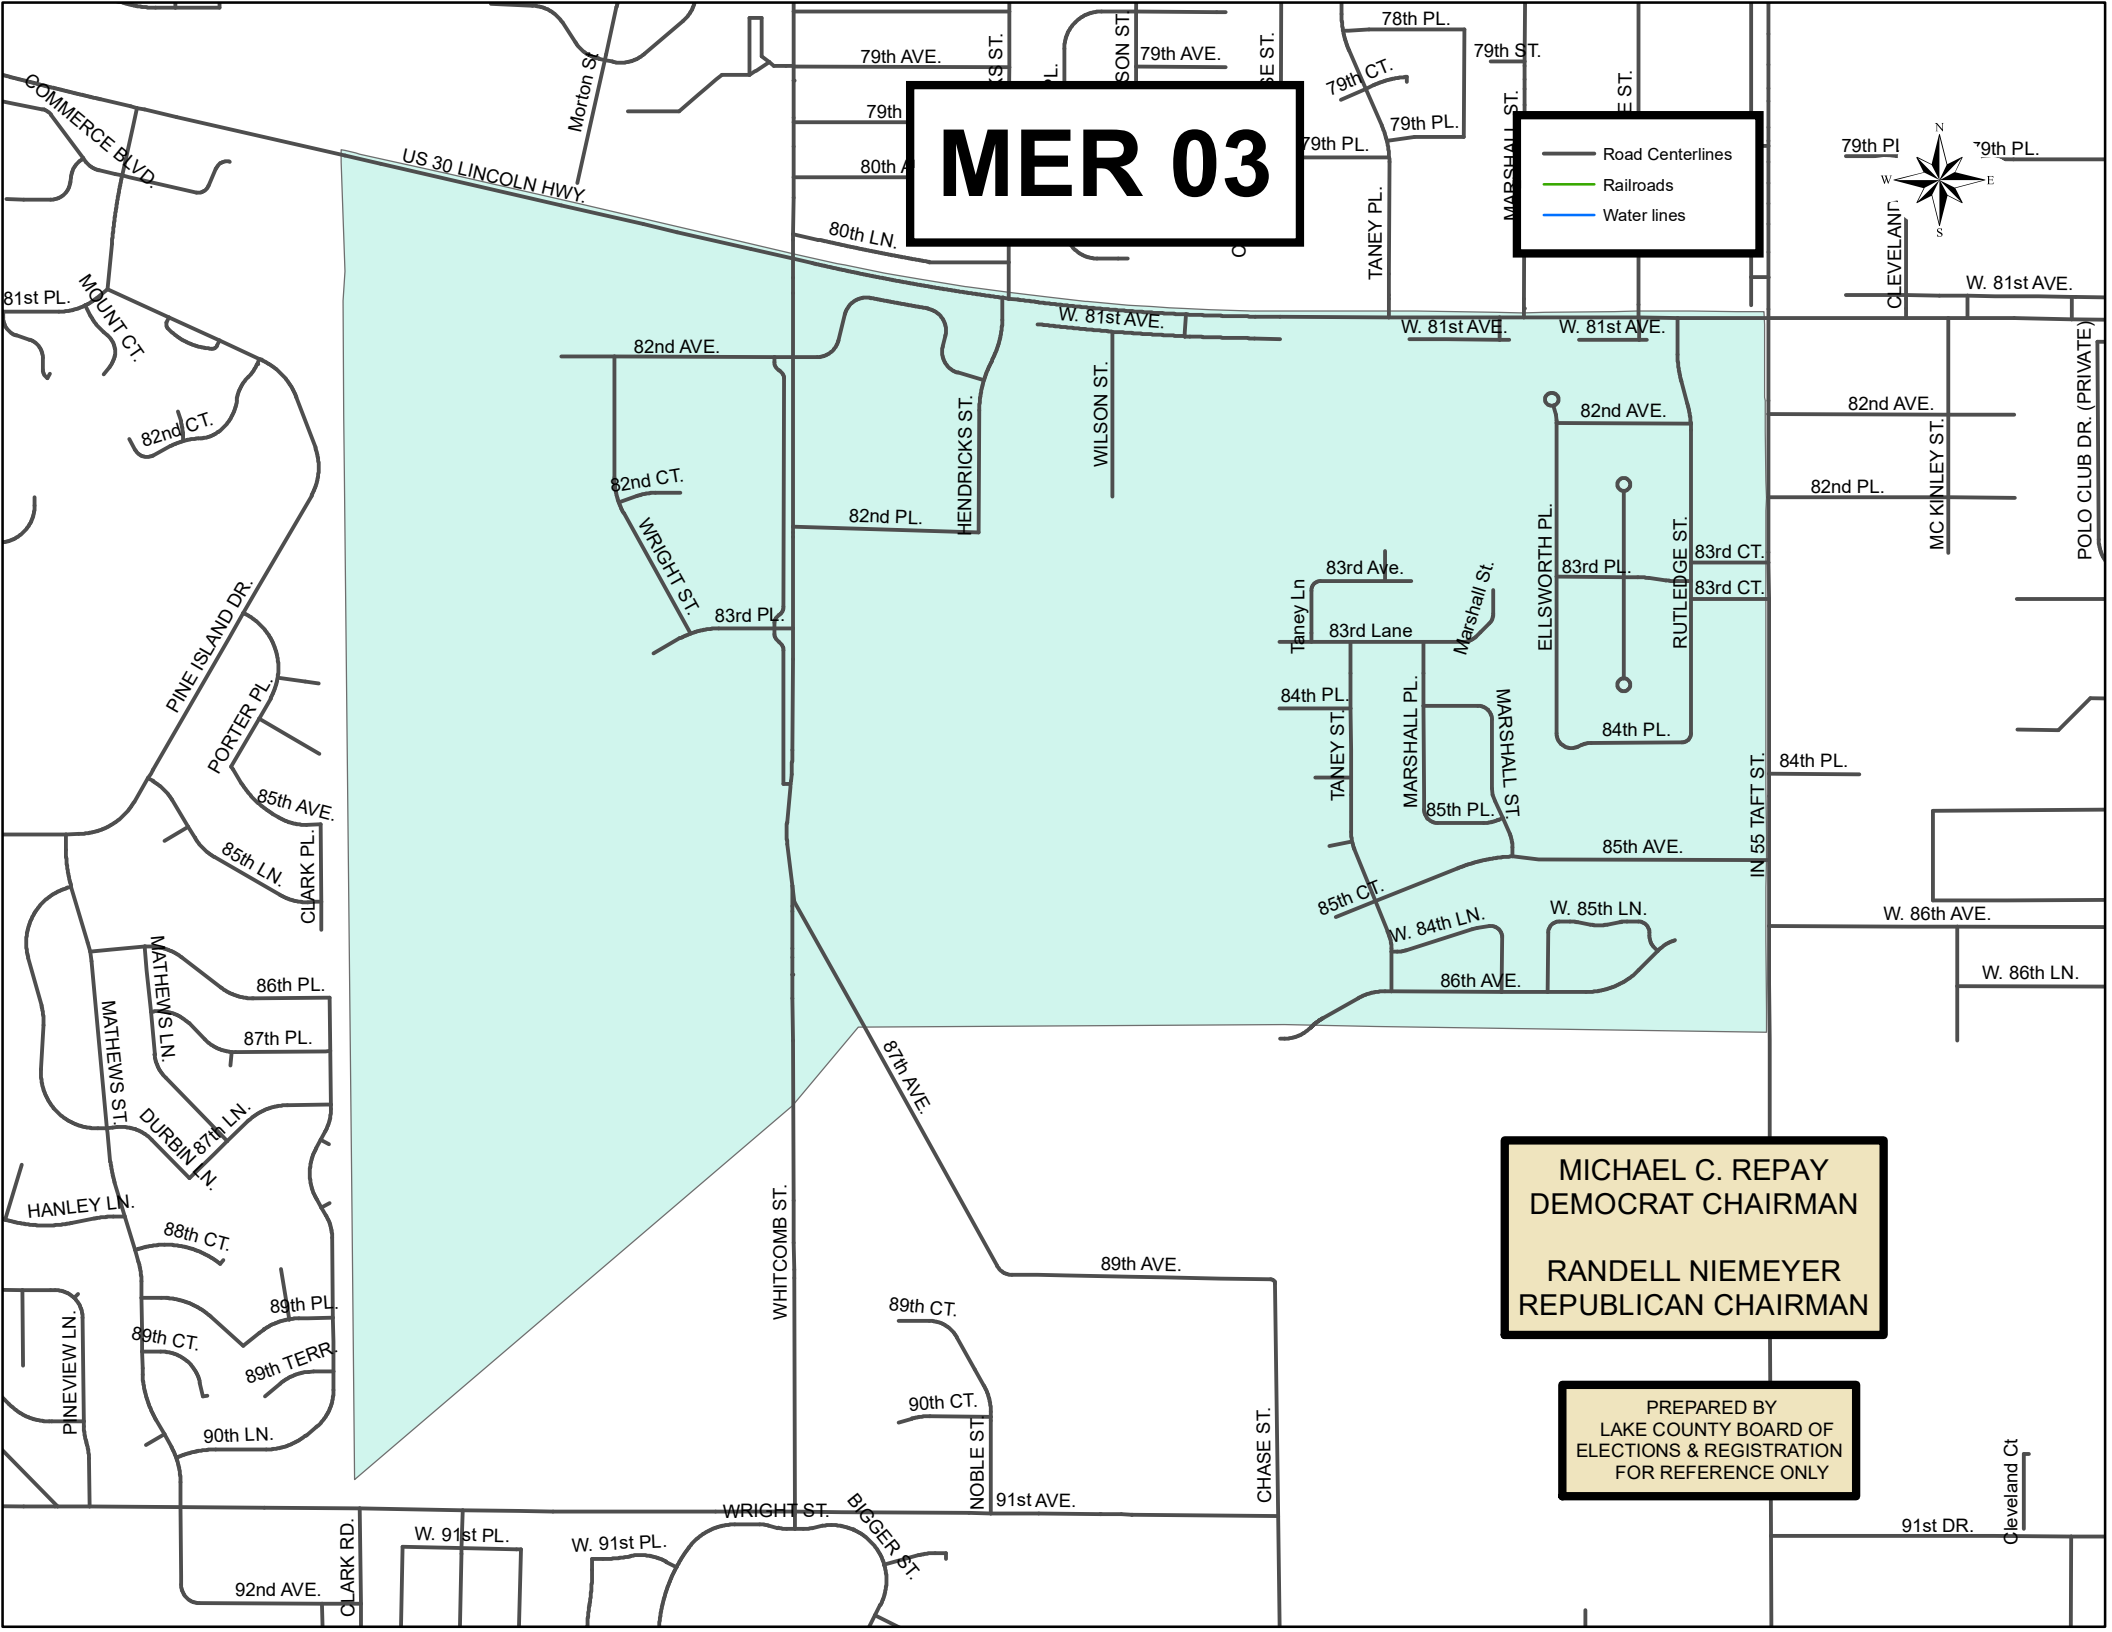 78th PL.
79th AVE.
79th AVE.
79th ST.
79th CT.
79th PL.
79th PL.
79th
80th
MER 03
Road Centerlines
Railroads
Water lines
N
W
E
S
79th PL.
COMMERCE BLVD.
Morton St
US 30 LINCOLN HWY.
80th LN.
TANEY PL.
MARSHALL ST.
CLEVELAND
W. 81st AVE.
81st PL.
MOUNT CT.
W. 81st AVE.
W. 81st AVE.
W. 81st AVE.
82nd AVE.
82nd CT.
HENDRICKS ST.
WILSON ST.
82nd AVE.
82nd AVE.
MC KINLEY ST.
POLO CLUB DR. (PRIVATE)
82nd CT.
82nd PL.
82nd PL.
WRIGHT ST.
83rd PL.
83rd Ave.
Taney Ln
83rd Lane
Marshall St.
ELLSWORTH PL.
83rd PL.
RUTLEDGE ST.
83rd CT.
83rd CT.
PINE ISLAND DR.
PORTER PL.
84th PL.
TANEY ST.
MARSHALL PL.
MARSHALL ST.
84th PL.
84th PL.
85th AVE.
85th PL.
85th LN.
CLARK PL.
85th AVE.
IN 55 TAFT ST.
85th CT.
W. 84th LN.
W. 85th LN.
W. 86th AVE.
86th AVE.
W. 86th LN.
86th PL.
MATHEWS LN.
MATHEWS ST.
87th PL.
87th AVE.
DURBIN LN.
87th LN.
HANLEY LN.
88th CT.
WHITCOMB ST.
89th AVE.
MICHAEL C. REPAY
DEMOCRAT CHAIRMAN
RANDELL NIEMEYER
REPUBLICAN CHAIRMAN
89th PL.
89th CT.
89th TERR.
PINEVIEW LN.
89th CT.
90th CT.
90th LN.
NOBLE ST.
CHASE ST.
PREPARED BY
LAKE COUNTY BOARD OF
ELECTIONS & REGISTRATION
FOR REFERENCE ONLY
Cleveland Ct
91st AVE.
WRIGHT ST.
BIGGER ST.
W. 91st PL.
W. 91st PL.
CLARK RD.
91st DR.
92nd AVE.